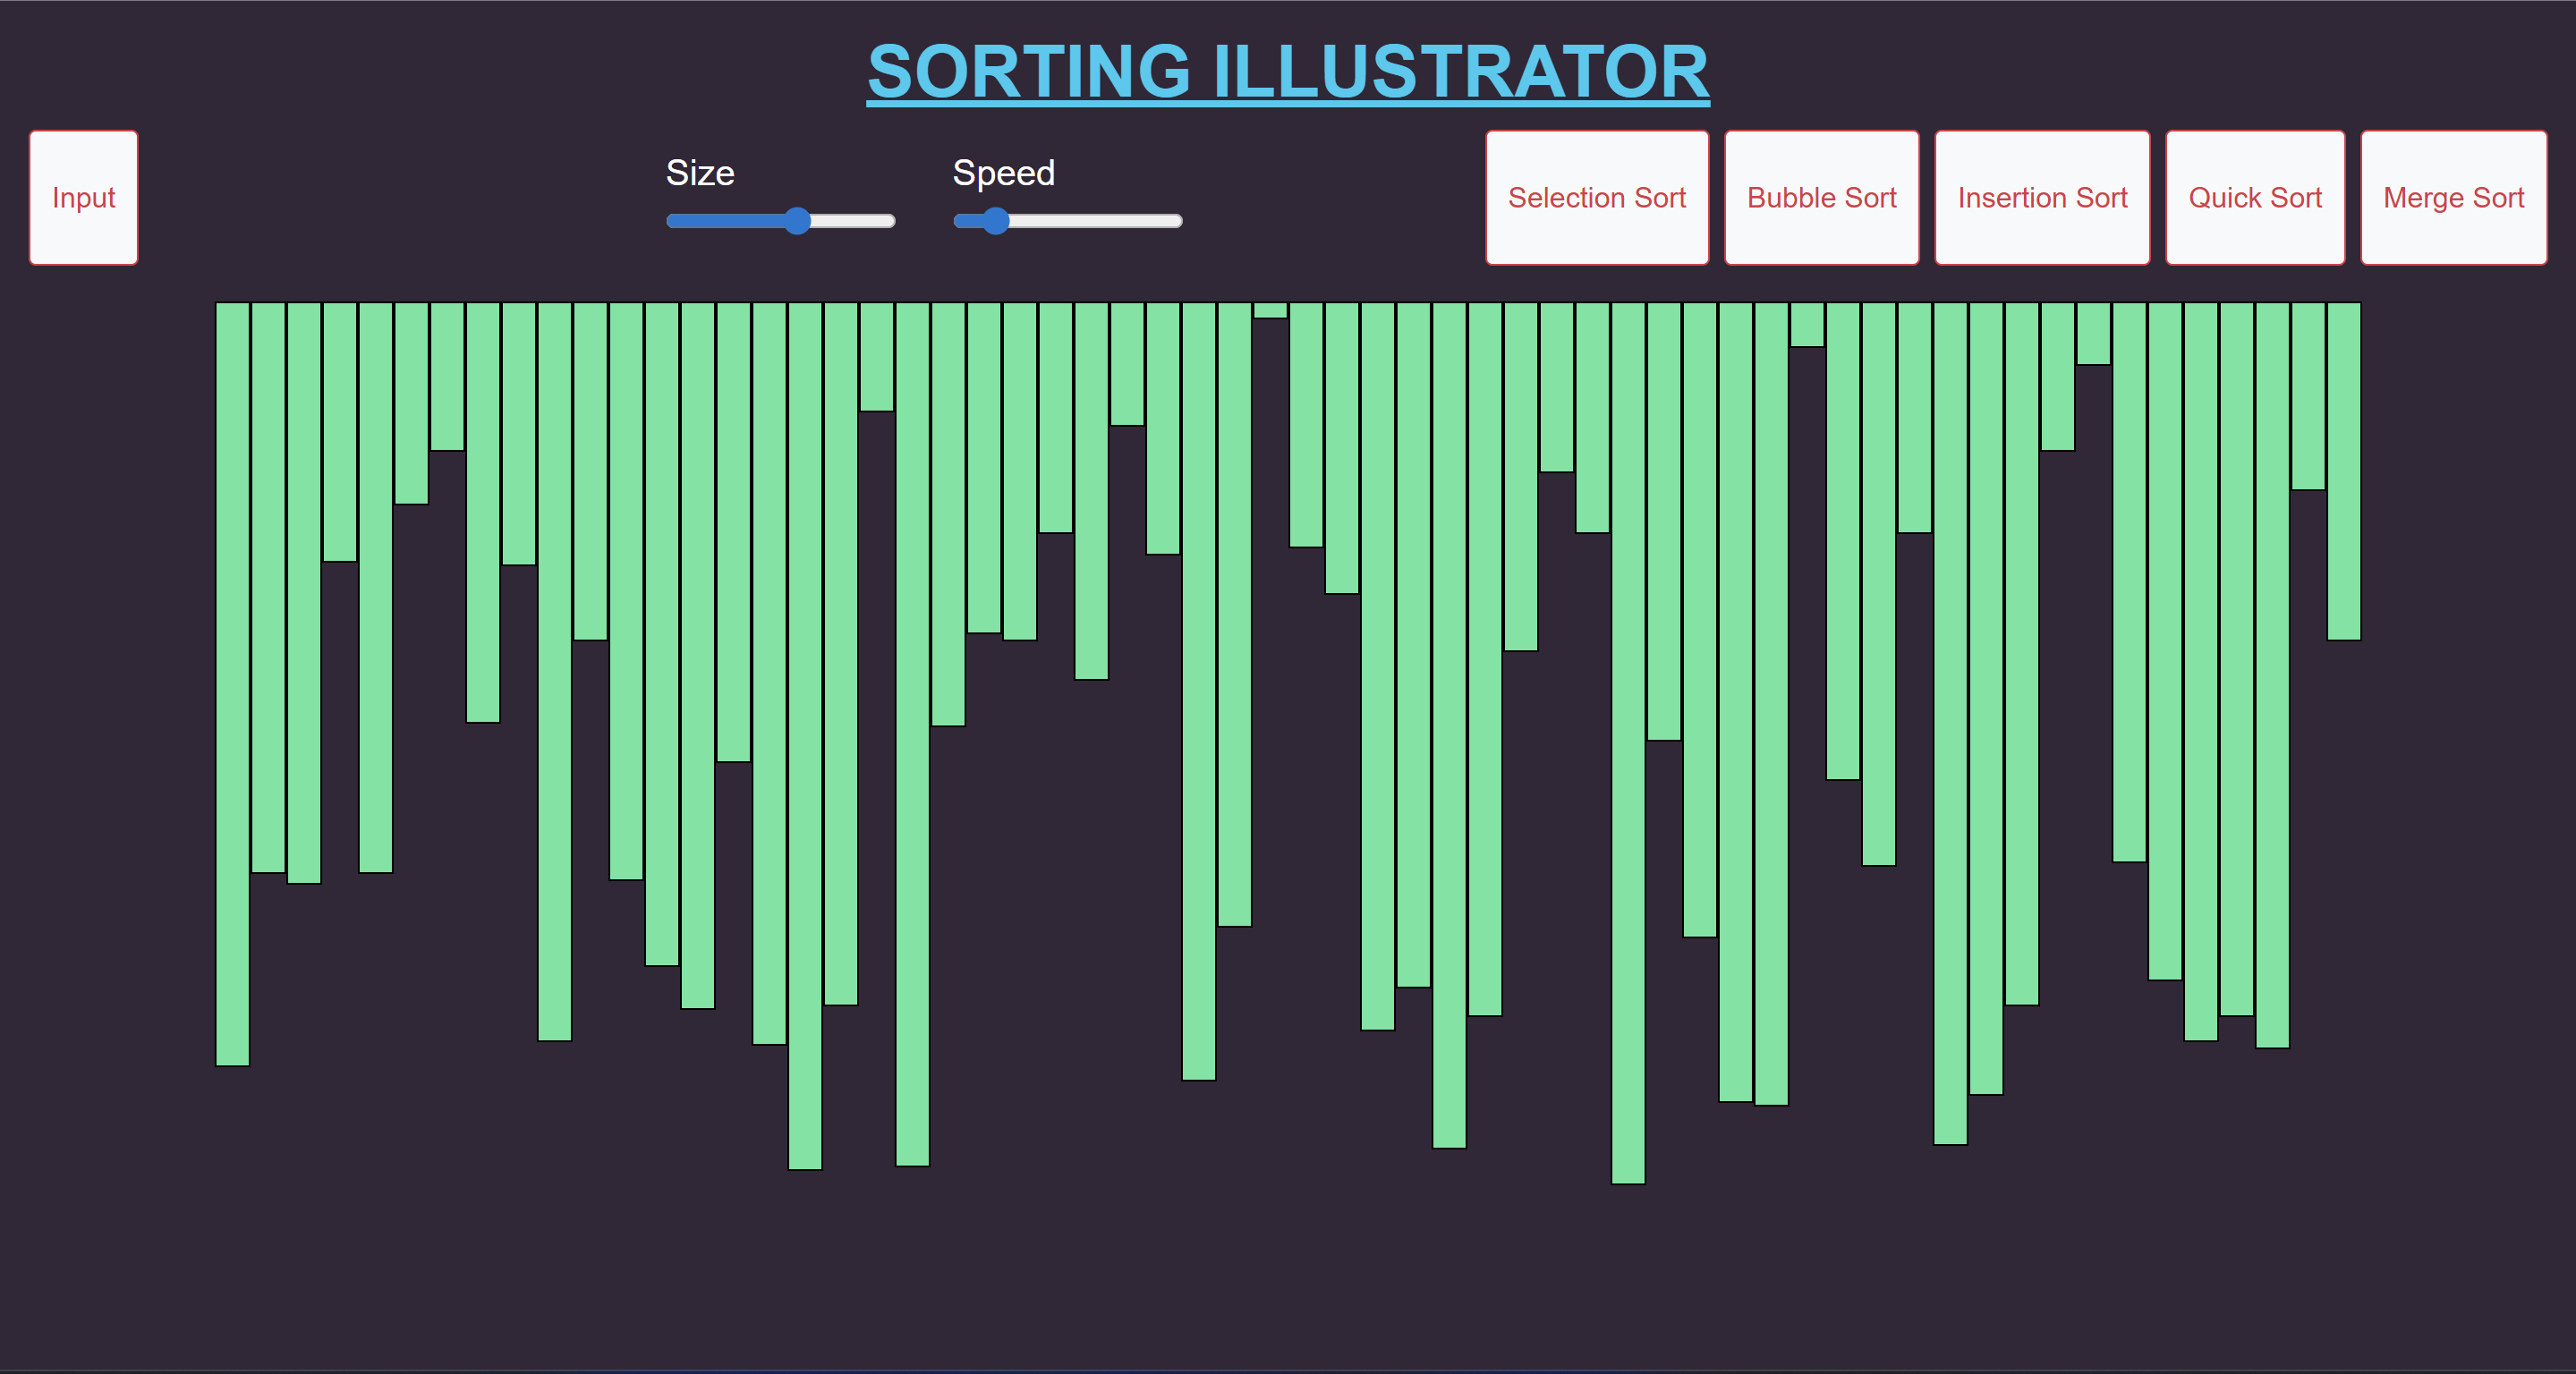 SORTING ILLUSTRATOR
Input
Size
Speed
Selection Sort
Bubble Sort
Insertion Sort
Quick Sort
Merge Sort